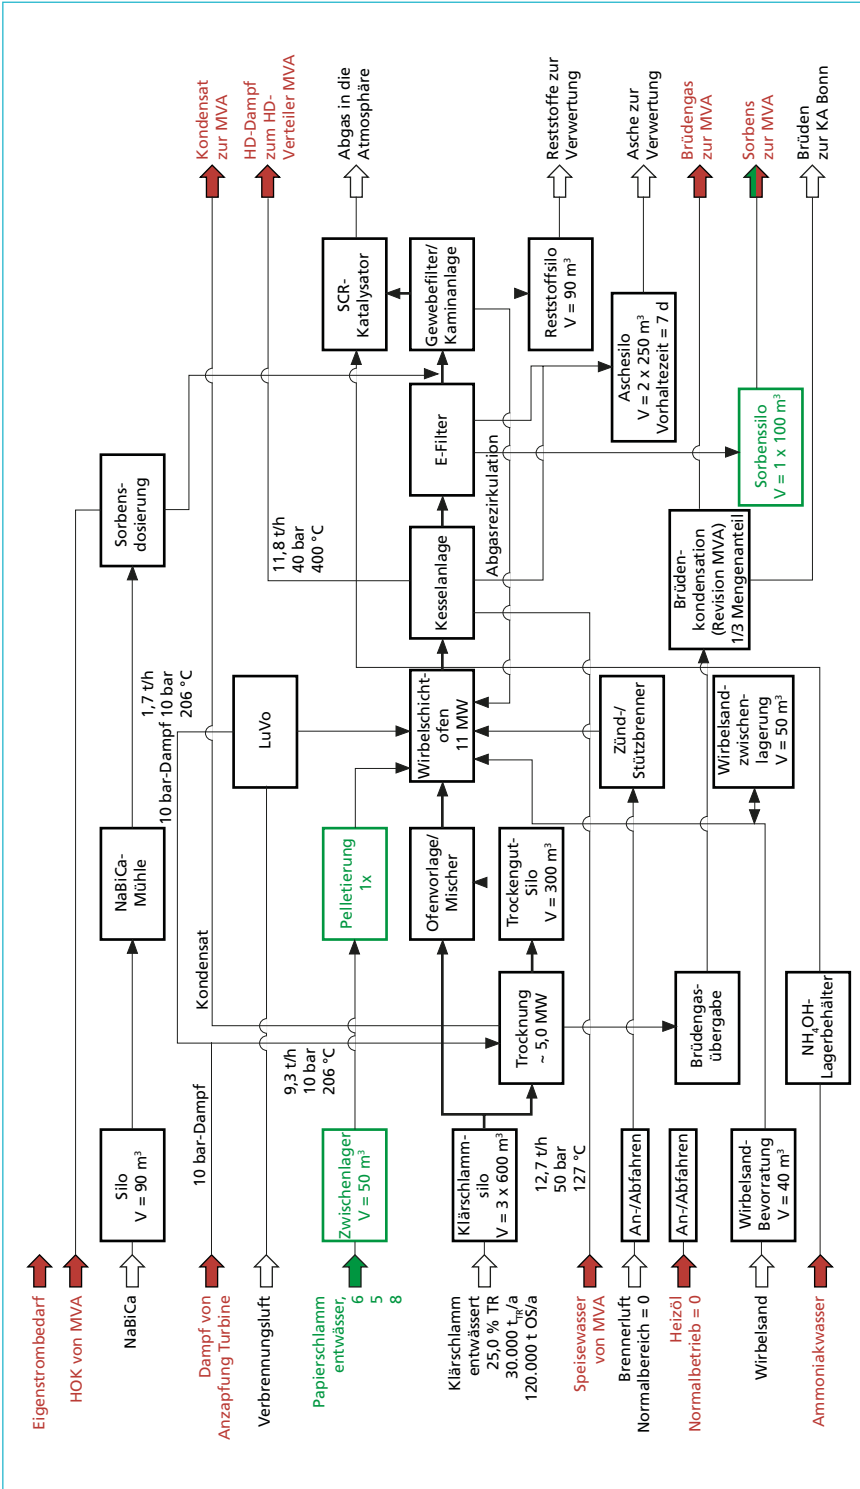 Eigenstrombedarf
HOK von MVA
NaBiCa
Dampf von
Anzapfung Turbine
Verbrennungsluft
Papierschlamm
entwässer,
6
5
8
Klärschlamm
entwässert
25,0 % TR
30.000 t_TR/a
120.000 t OS/a
Speisewasser
von MVA
Brennerluft
Normalbereich = 0
Heizöl
Normalbetrieb = 0
Wirbelsand
Ammoniakwasser
Silo
V = 90 m³
10 bar-Dampf
Zwischenlager
V = 50 m³
Klärschlamm-
silo
V = 3 x 600 m³
12,7 t/h
50 bar
127 °C
An-/Abfahren
An-/Abfahren
Wirbelsand-
Bevorratung
V = 40 m³
Kondensat
9,3 t/h
10 bar
206 °C
Trocknung
~ 5,0 MW
Brüdengas-
übergabe
NH₄OH-
Lagerbehälter
NaBiCa-
Mühle
Pelletierung
1x
Ofenvorlage/
Mischer
Trockengut-
Silo
V = 300 m³
1,7 t/h
10 bar-Dampf 10 bar
206 °C
LuVo
Wirbelschicht-
ofen
11 MW
Zünd-/
Stützbrenner
Wirbelsand-
zwischen-
lagerung
V = 50 m³
Sorbens-
dosierung
11,8 t/h
40 bar
400 °C
Kesselanlage
Abgasrezirkulation
Brüden-
kondensation
(Revision MVA)
1/3 Mengenanteil
E-Filter
Aschesilo
V = 2 x 250 m³
Vorhaltezeit = 7 d
Sorbenssilo
V = 1 x 100 m³
SCR-
Katalysator
Gewebefilter/
Kaminanlage
Reststoffsilo
V = 90 m³
Kondensat
zur MVA
HD-Dampf
zum HD-
Verteiler MVA
Abgas in die
Atmosphäre
Reststoffe zur
Verwertung
Asche zur
Verwertung
Brüdengas
zur MVA
Sorbens
zur MVA
Brüden
zur KA Bonn